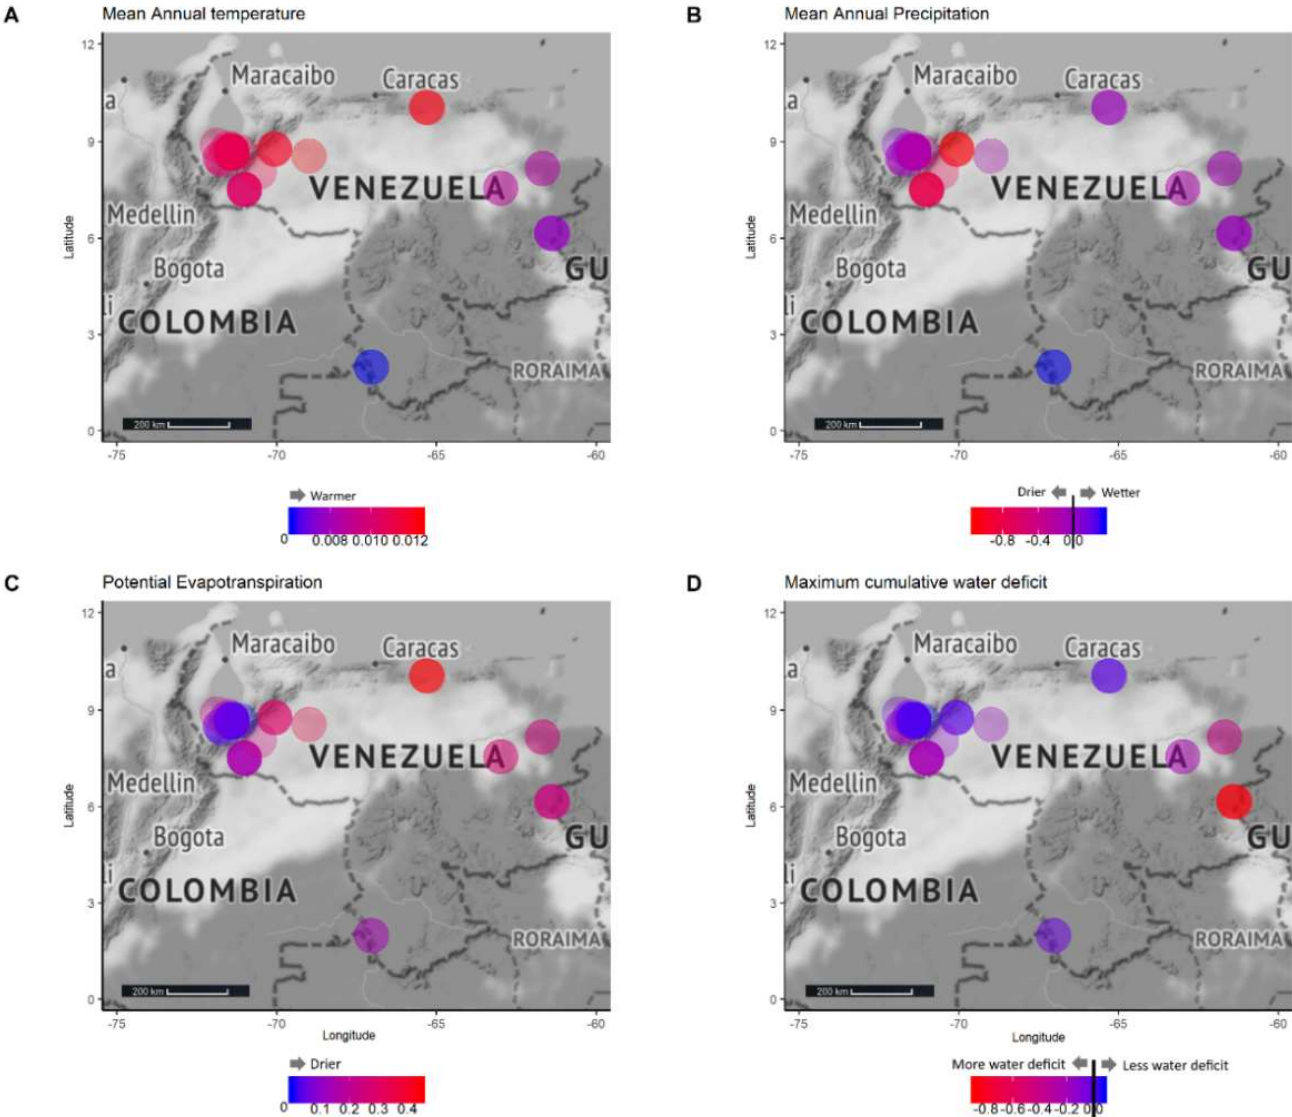 A
Mean Annual temperature
12
9
6
3
0
Latitude
a
Maracaibo
Caracas
VENEZUELA
Medellin
Bogota
GU
li
COLOMBIA
RORAIMA
200 km
-75
-70
-65
-60
Warmer
0
0.008 0.010 0.012
B
Mean Annual Precipitation
12
9
6
3
0
Latitude
a
Maracaibo
Caracas
VENEZUELA
Medellin
Bogota
GU
li
COLOMBIA
RORAIMA
200 km
-75
-70
-65
-60
Drier
Wetter
-0.8 -0.4 0.0
C
Potential Evapotranspiration
12
9
6
3
0
Latitude
a
Maracaibo
Caracas
VENEZUELA
Medellin
Bogota
GU
li
COLOMBIA
RORAIMA
200 km
-75
-70
-65
-60
Longitude
Drier
0
0.1 0.2 0.3 0.4
D
Maximum cumulative water deficit
12
9
6
3
0
Latitude
a
Maracaibo
Caracas
VENEZUELA
Medellin
Bogota
GU
li
COLOMBIA
RORAIMA
200 km
-75
-70
-65
-60
Longitude
More water deficit
Less water deficit
-0.8 -0.6 -0.4 -0.2 0.0